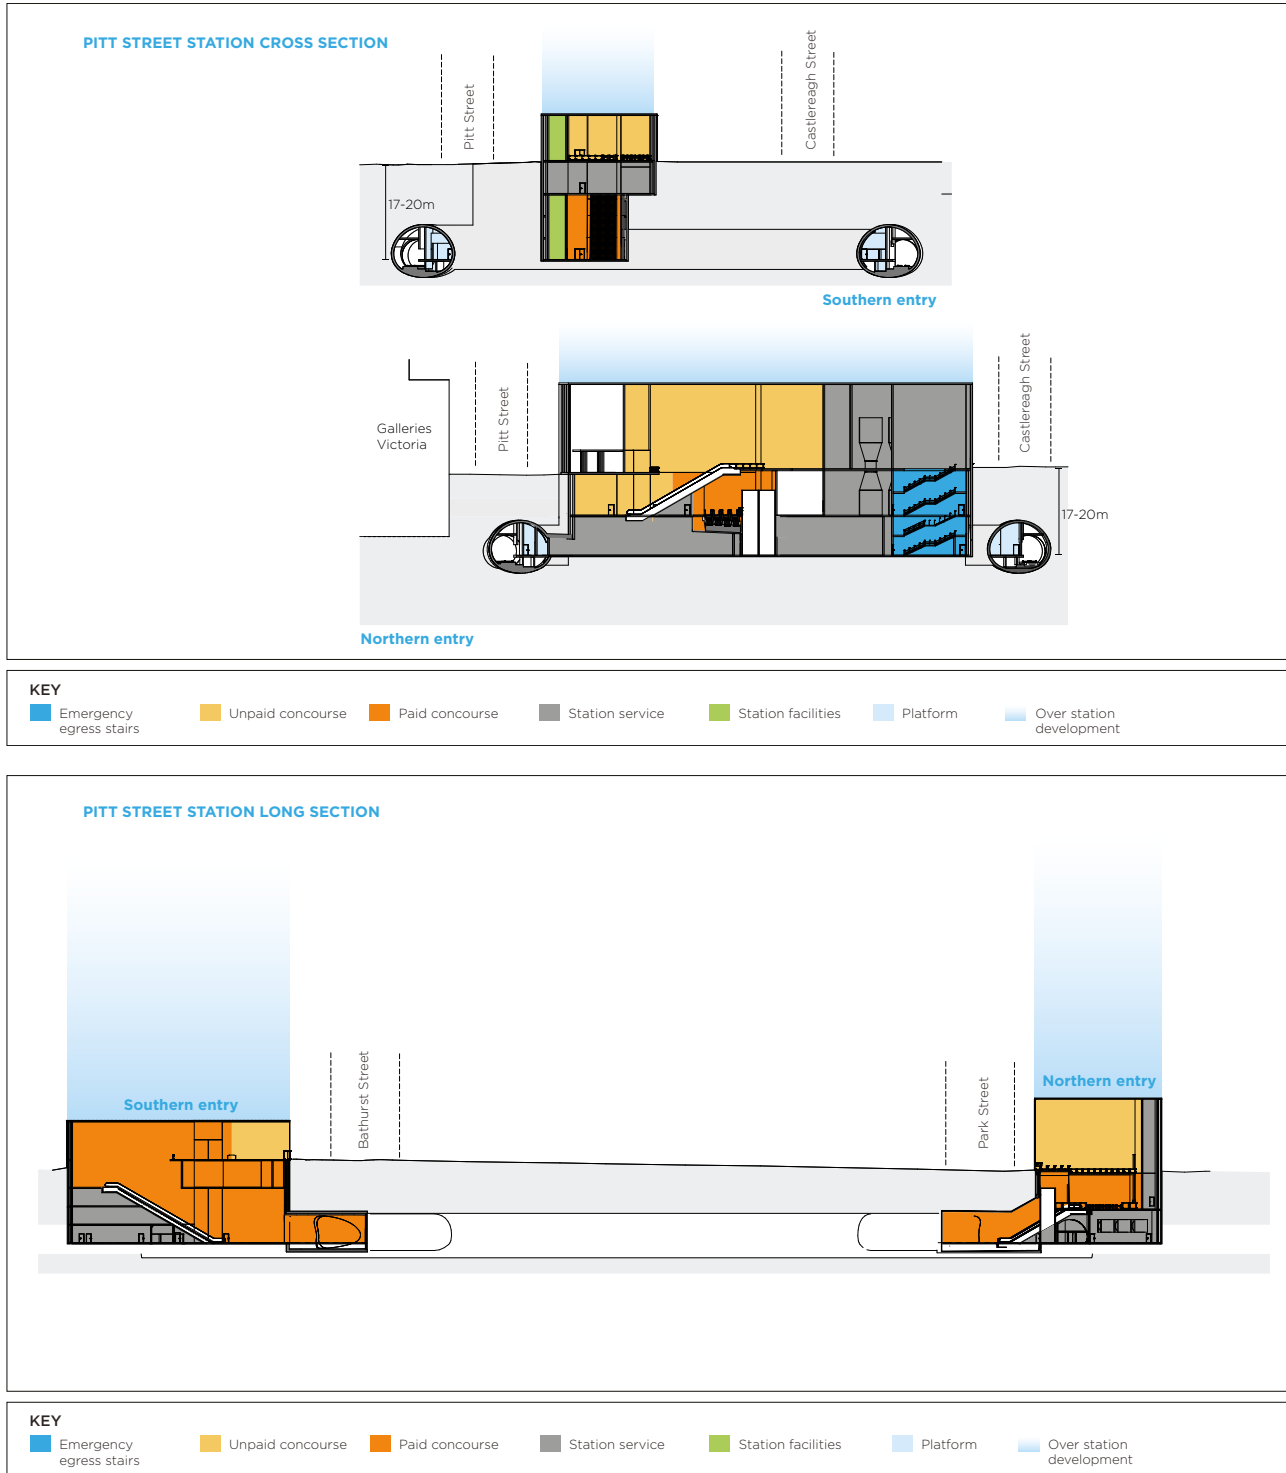 PITT STREET STATION CROSS SECTION
Pitt Street
Castlereagh Street
17-20m
Southern entry
Galleries
Victoria
Pitt Street
Castlereagh Street
17-20m
Northern entry
KEY
Emergency
egress stairs
Unpaid concourse
Paid concourse
Station service
Station facilities
Platform
Over station
development
PITT STREET STATION LONG SECTION
Southern entry
Bathurst Street
Park Street
Northern entry
KEY
Emergency
egress stairs
Unpaid concourse
Paid concourse
Station service
Station facilities
Platform
Over station
development